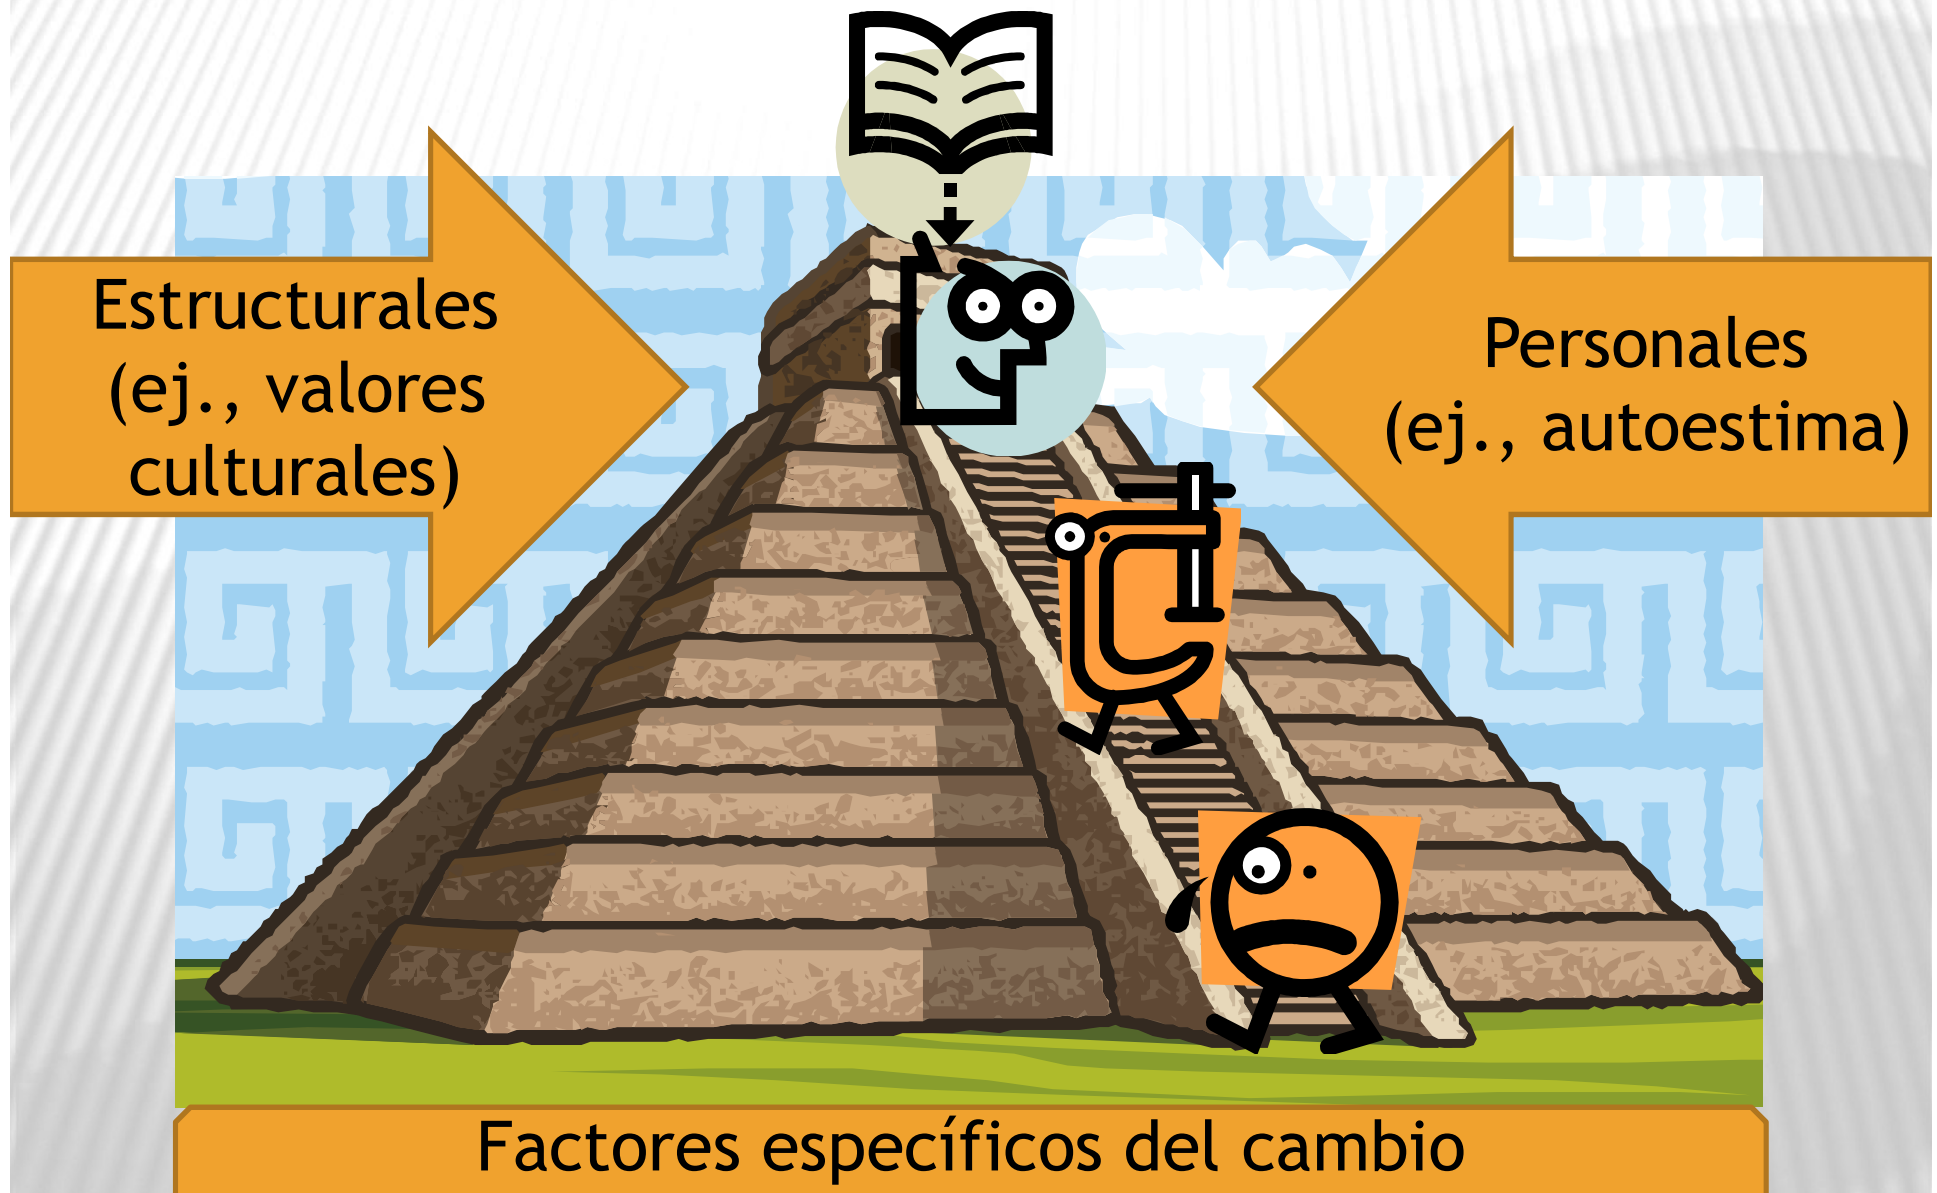 Estructurales
(ej., valores
culturales)
Personales
(ej., autoestima)
Factores específicos del cambio